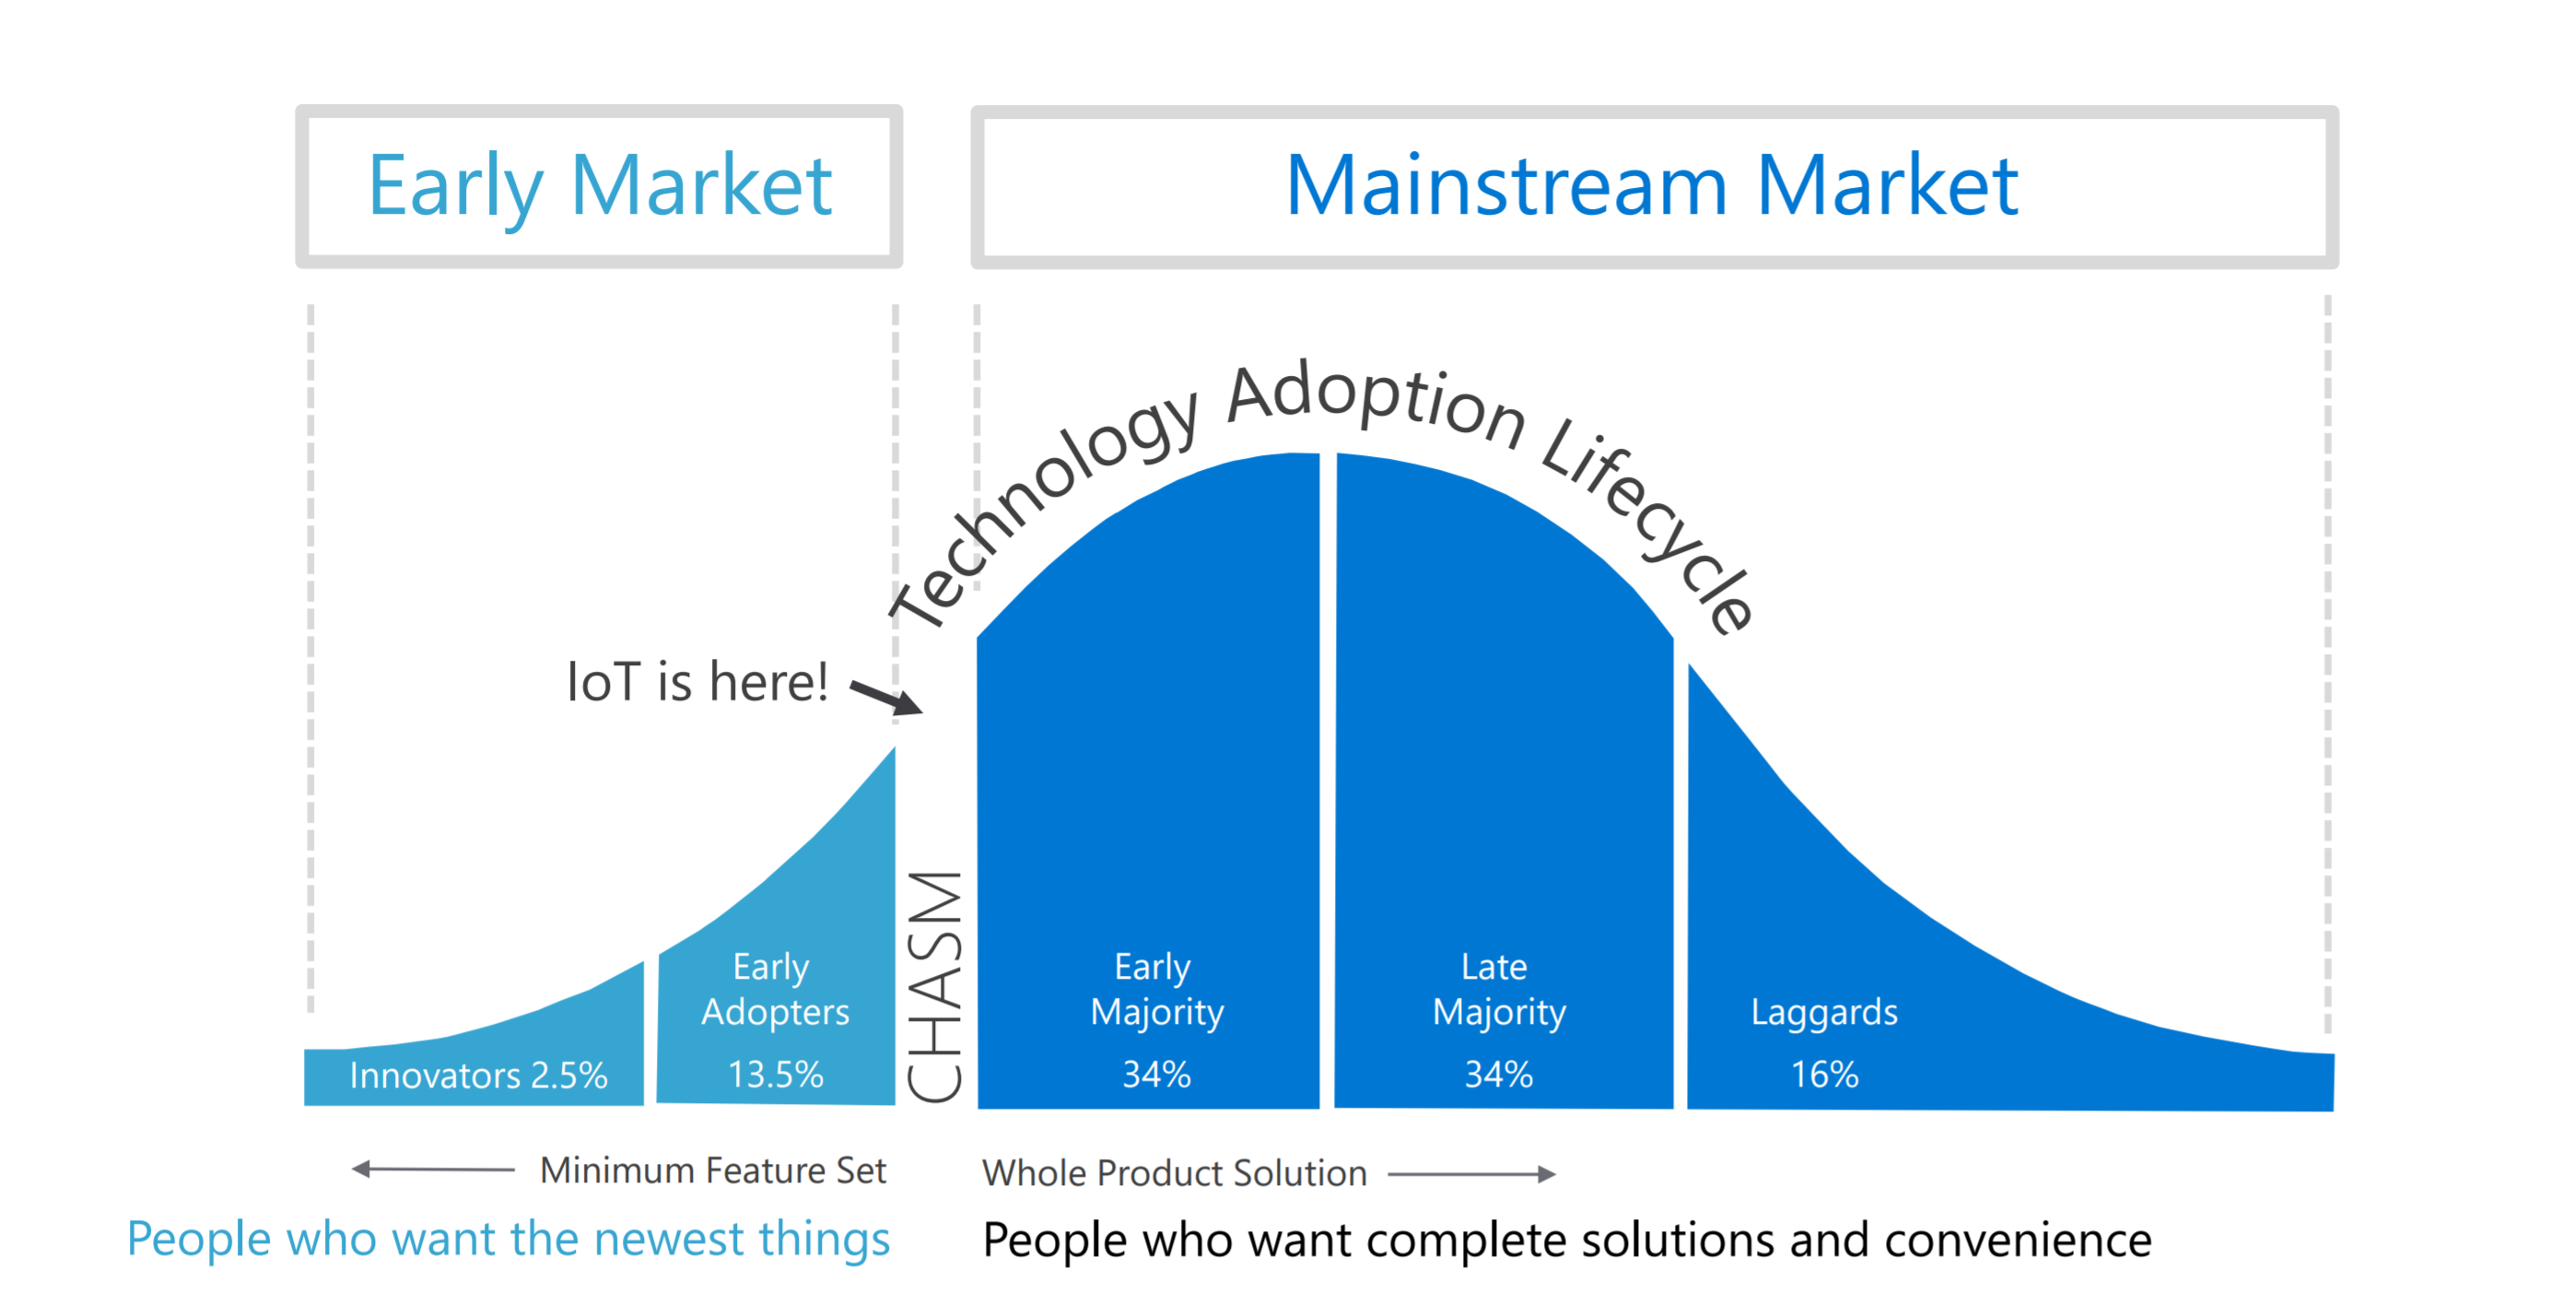 Early Market
Mainstream Market
Technology Adoption Lifecycle
IoT is here!
CHASM
Innovators 2.5%
Early
Adopters
13.5%
Early
Majority
34%
Late
Majority
34%
Laggards
16%
Minimum Feature Set
Whole Product Solution
People who want the newest things
People who want complete solutions and convenience